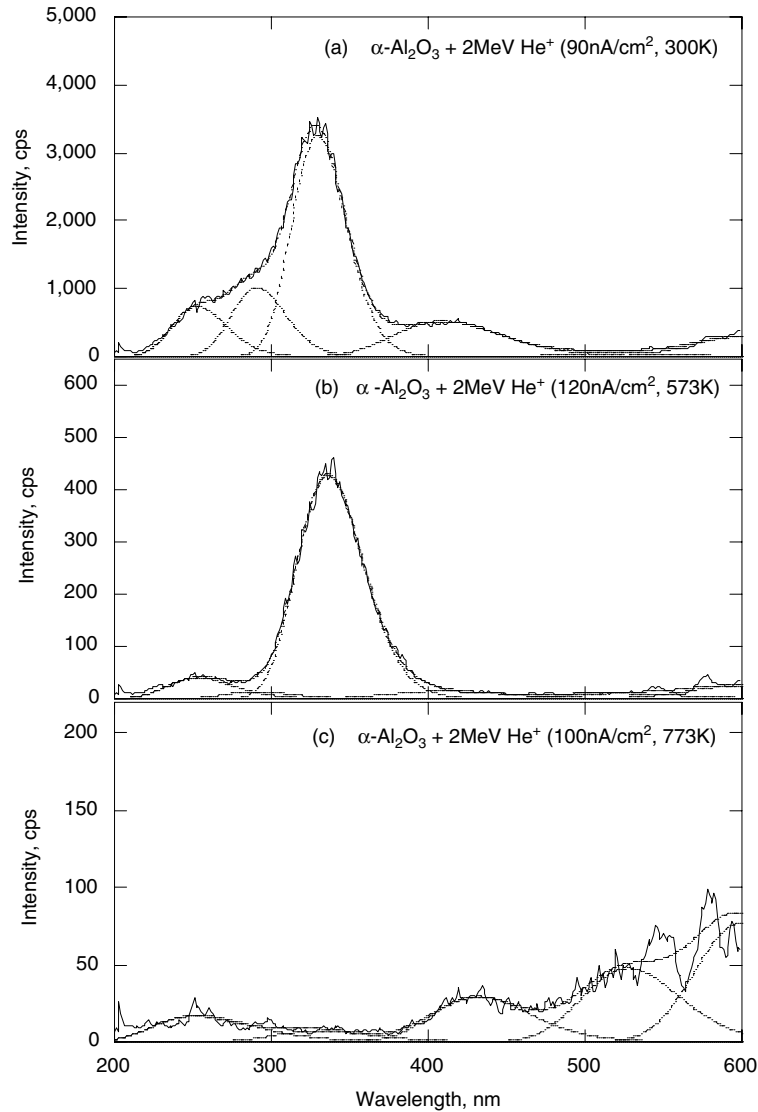 5,000
(a) α-Al2O3 + 2MeV He+ (90nA/cm2, 300K)
4,000
3,000
Intensity, cps
2,000
1,000
0
600
(b) α -Al2O3 + 2MeV He+ (120nA/cm2, 573K)
500
400
Intensity, cps
300
200
100
0
200
(c) α-Al2O3 + 2MeV He+ (100nA/cm2, 773K)
150
Intensity, cps
100
50
0
200 300 400 500 600
Wavelength, nm